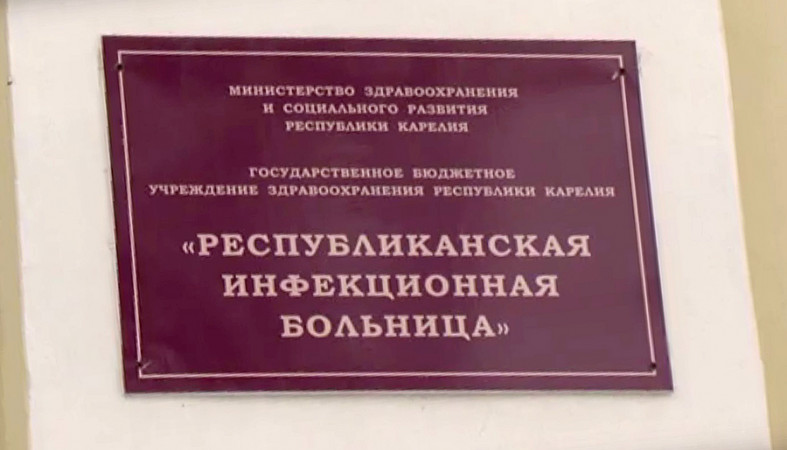 МИНИСТЕРСТВО ЗДРАВООХРАНЕНИЯ
И СОЦИАЛЬНОГО РАЗВИТИЯ
РЕСПУБЛИКИ КАРЕЛИЯ
ГОСУДАРСТВЕННОЕ БЮДЖЕТНОЕ
УЧРЕЖДЕНИЕ ЗДРАВООХРАНЕНИЯ РЕСПУБЛИКИ КАРЕЛИЯ
«РЕСПУБЛИКАНСКАЯ
ИНФЕКЦИОННАЯ
БОЛЬНИЦА»